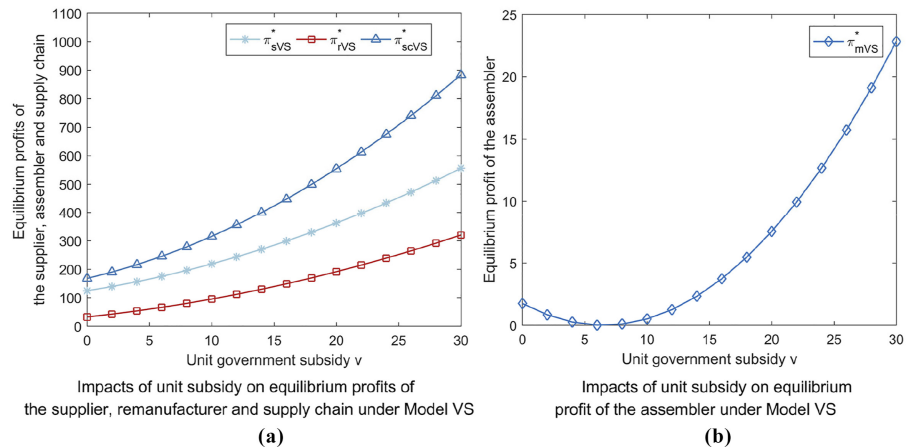 1100
1000
900
800
700
600
500
400
300
200
100
0
Equilibrium profits of
the supplier, assembler and supply chain
π*sVS π*rVS π*scVS
0 5 10 15 20 25 30
Unit government subsidy v
Impacts of unit subsidy on equilibrium profits of
the supplier, remanufacturer and supply chain under Model VS
(a)
25
20
15
10
5
0
Equilibrium profit of the assembler
π*mVS
0 5 10 15 20 25 30
Unit government subsidy v
Impacts of unit subsidy on equilibrium
profit of the assembler under Model VS
(b)